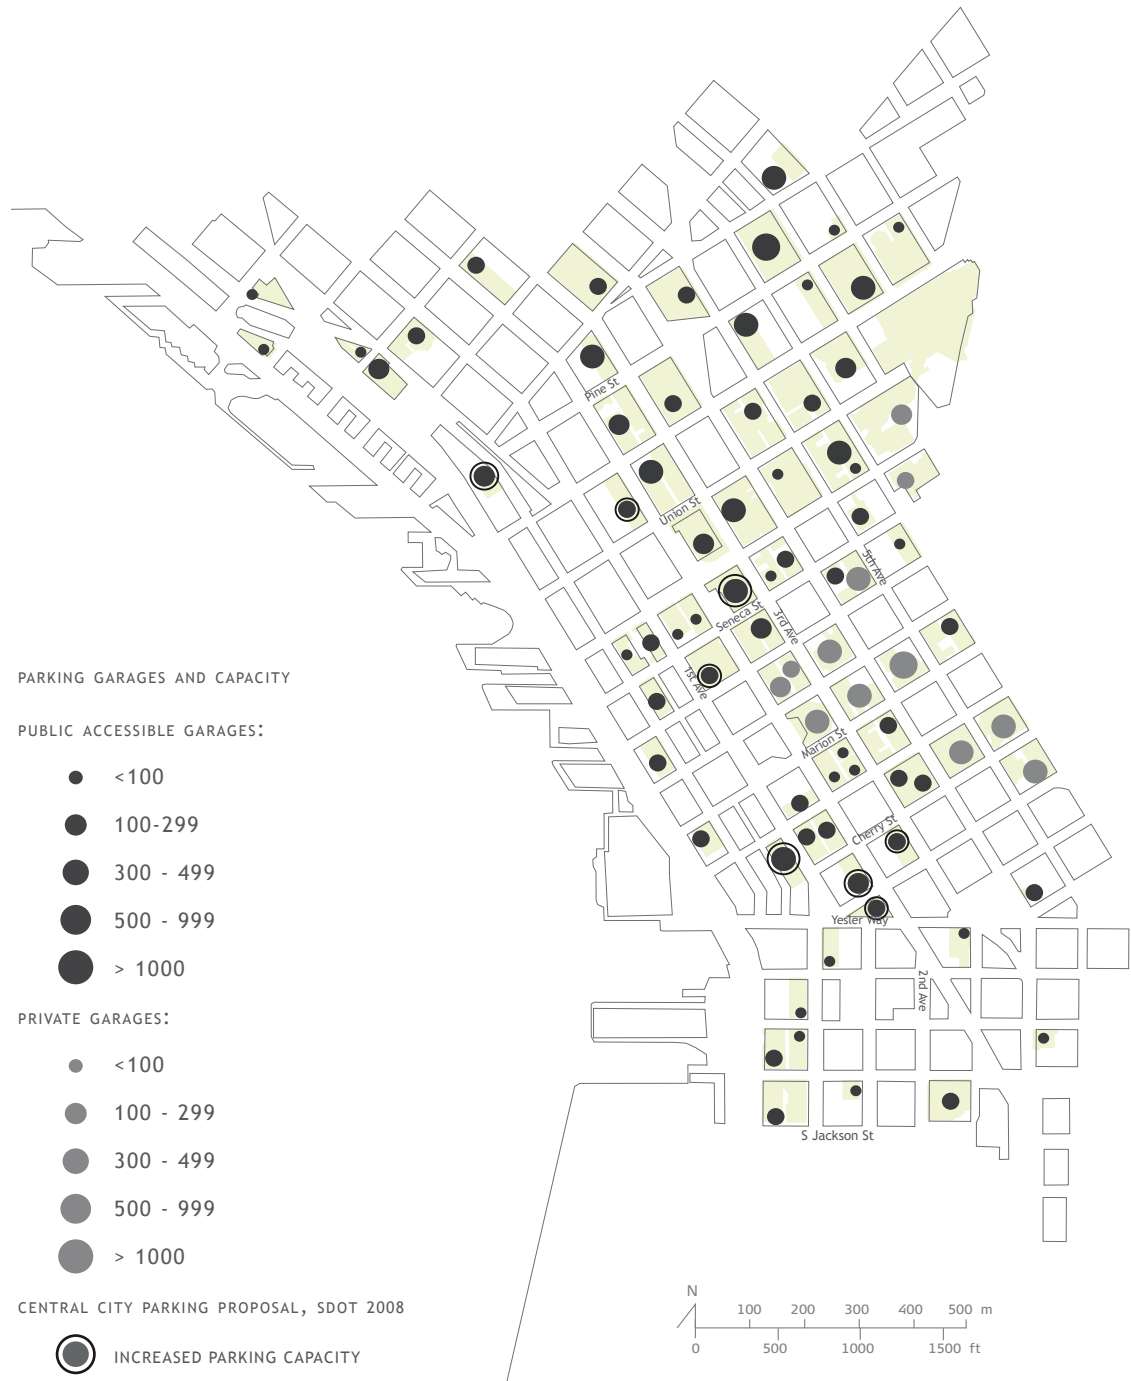 Pine St
Union St
5th Ave
Seneca St
3rd Ave
1st Ave
Marion St
Cherry St
Yesler Way
2nd Ave
S Jackson St
PARKING GARAGES AND CAPACITY
PUBLIC ACCESSIBLE GARAGES:
<100
100-299
300 - 499
500 - 999
> 1000
PRIVATE GARAGES:
<100
100 - 299
300 - 499
500 - 999
> 1000
CENTRAL CITY PARKING PROPOSAL, SDOT 2008
INCREASED PARKING CAPACITY
N
100 200 300 400 500 m
0 500 1000 1500 ft